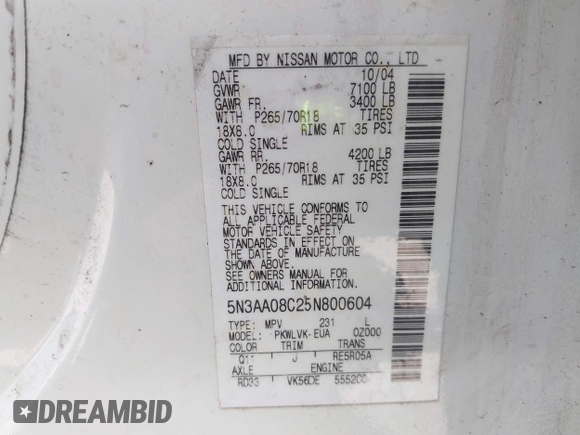 MFD BY NISSAN MOTOR CO., LTD
DATE 10/04
GVWR 7100 LB
GAWR FR. 3400 LB
WITH P265/70R18 TIRES
18X8.0 RIMS AT 35 PSI
COLD SINGLE
GAWR RR. 4200 LB
WITH P265/70R18 TIRES
18X8.0 RIMS AT 35 PSI
COLD SINGLE
THIS VEHICLE CONFORMS TO
ALL APPLICABLE FEDERAL
MOTOR VEHICLE SAFETY
STANDARDS IN EFFECT ON
THE DATE OF MANUFACTURE
SHOWN ABOVE.
SEE OWNERS MANUAL FOR
ADDITIONAL INFORMATION
5N3AA08C25N800604
TYPE: MPV 231 L
MODEL: PKWLVK-EUA 0Z000
COLOR TRIM TRANS
Q11 J RE5R05A
AXLE ENGINE
RD33 VK56DE 5552CC
DREAMBID